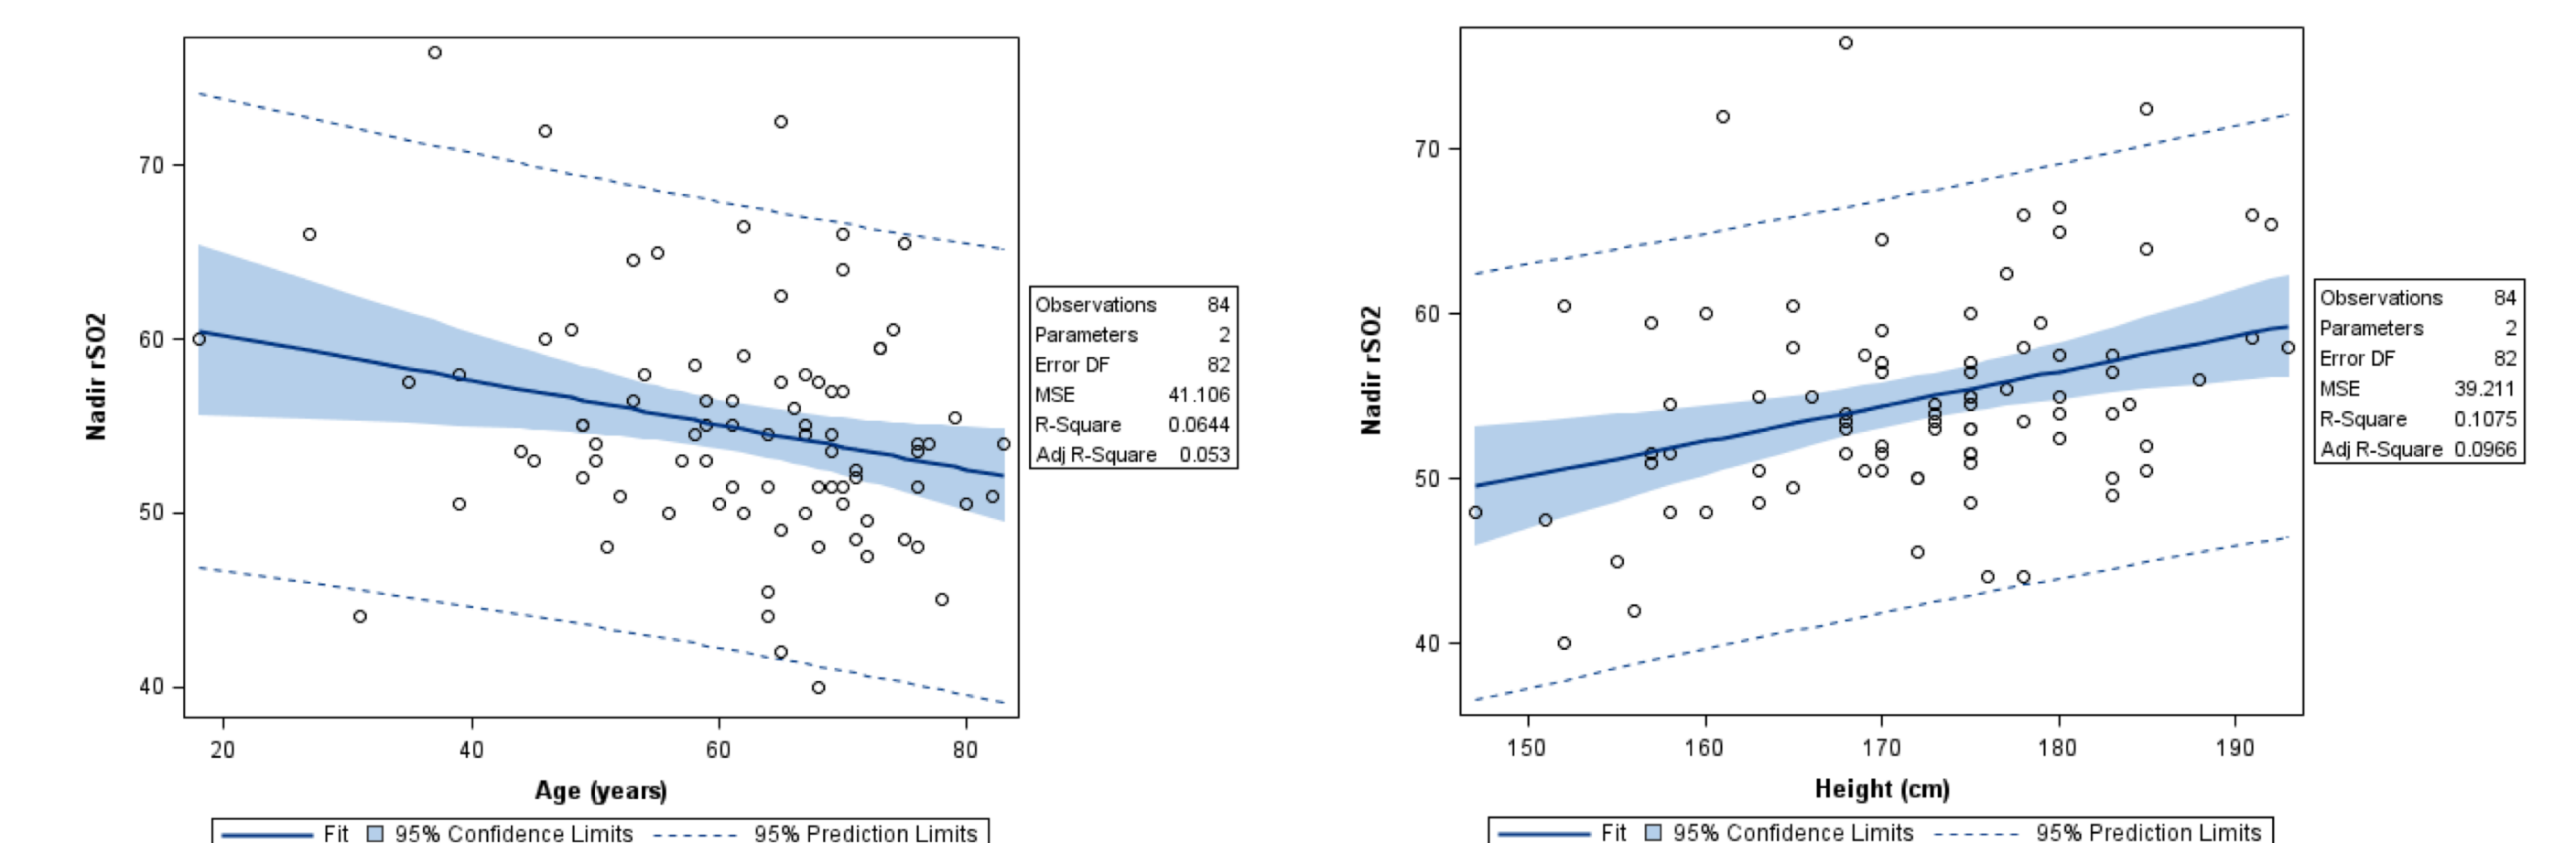 70
60
50
40
Nadir rSO2
20 40 60 80
Age (years)
Observations 84
Parameters 2
Error DF 82
MSE 41.106
R-Square 0.0644
Adj R-Square 0.053
Fit 95% Confidence Limits 95% Prediction Limits
70
60
50
40
Nadir rSO2
150 160 170 180 190
Height (cm)
Observations 84
Parameters 2
Error DF 82
MSE 39.211
R-Square 0.1075
Adj R-Square 0.0966
Fit 95% Confidence Limits 95% Prediction Limits